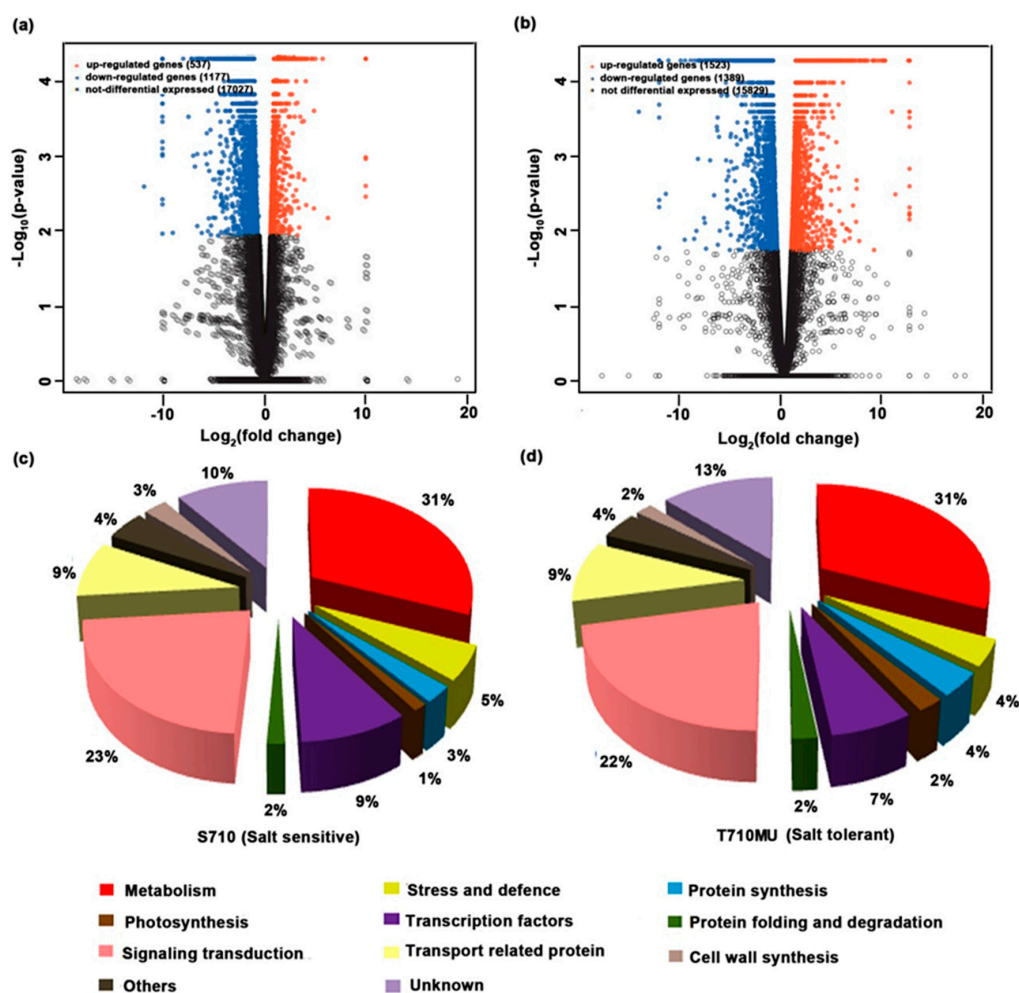 (a)
up-regulated genes (537)
down-regulated genes (1177)
not-differential expressed (17027)
4
3
2
1
0
-Log10(p-value)
-10 0 10 20
Log2(fold change)
(b)
up-regulated genes (1523)
down-regulated genes (1389)
not differential expressed (15829)
4
3
2
1
0
-Log10(p-value)
-10 0 10 20
Log2(fold change)
(c)
10%
3%
31%
4%
9%
5%
3%
23%
1%
2%
9%
S710 (Salt sensitive)
(d)
13%
2%
31%
4%
9%
4%
4%
22%
2%
2%
7%
T710MU (Salt tolerant)
Metabolism Stress and defence Protein synthesis
Photosynthesis Transcription factors Protein folding and degradation
Signaling transduction Transport related protein Cell wall synthesis
Others Unknown